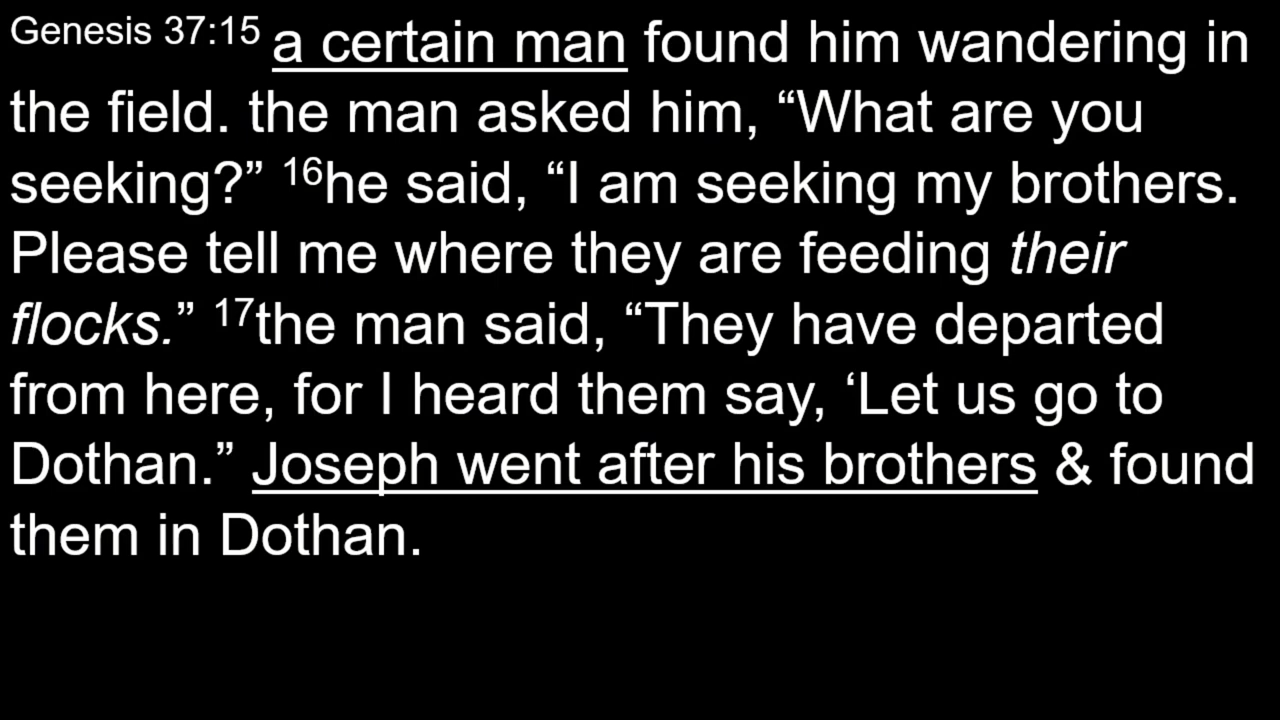 Genesis 37:15 a certain man found him wandering in
the field. the man asked him, “What are you
seeking?” 16he said, “I am seeking my brothers.
Please tell me where they are feeding their
flocks.” 17the man said, “They have departed
from here, for I heard them say, ‘Let us go to
Dothan.” Joseph went after his brothers & found
them in Dothan.